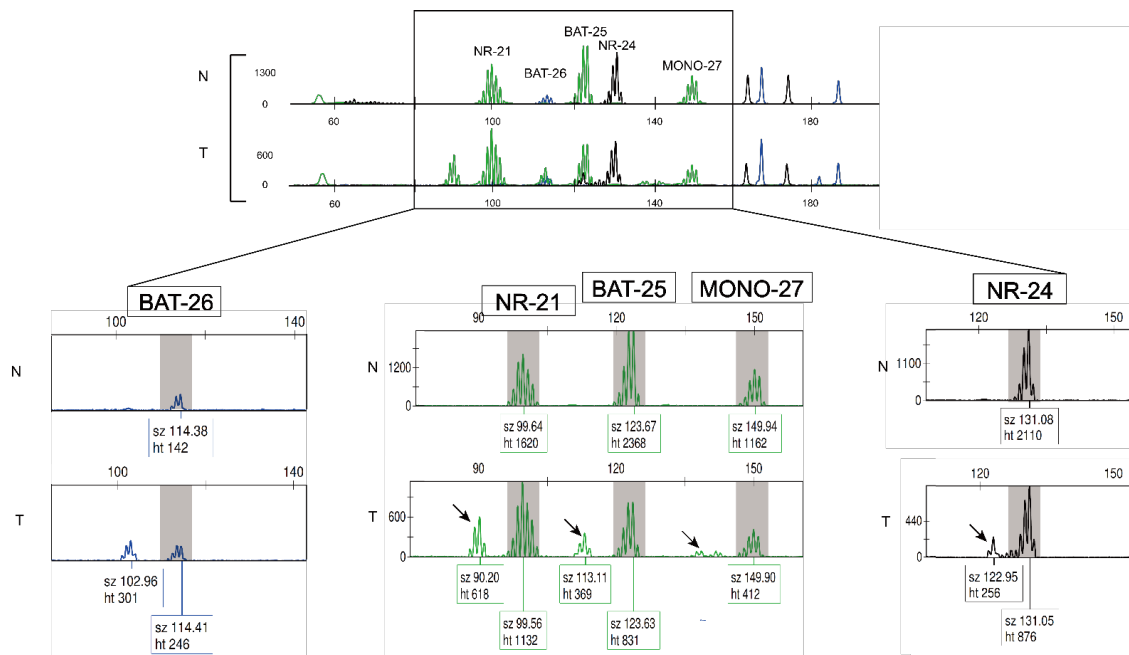 BAT-25
NR-21
NR-24
BAT-26
MONO-27
N
1300
0
60
100
140
180
T
600
0
60
100
140
180
BAT-26
NR-21
BAT-25
MONO-27
NR-24
100
140
90
120
150
120
150
N
N
1200
0
N
1100
0
sz 114.38
ht 142
sz 99.64
ht 1620
sz 123.67
ht 2368
sz 149.94
ht 1162
sz 131.08
ht 2110
100
140
90
120
150
120
150
T
T
600
0
T
440
0
sz 102.96
ht 301
sz 114.41
ht 246
sz 90.20
ht 618
sz 99.56
ht 1132
sz 113.11
ht 369
sz 123.63
ht 831
sz 149.90
ht 412
sz 122.95
ht 256
sz 131.05
ht 876